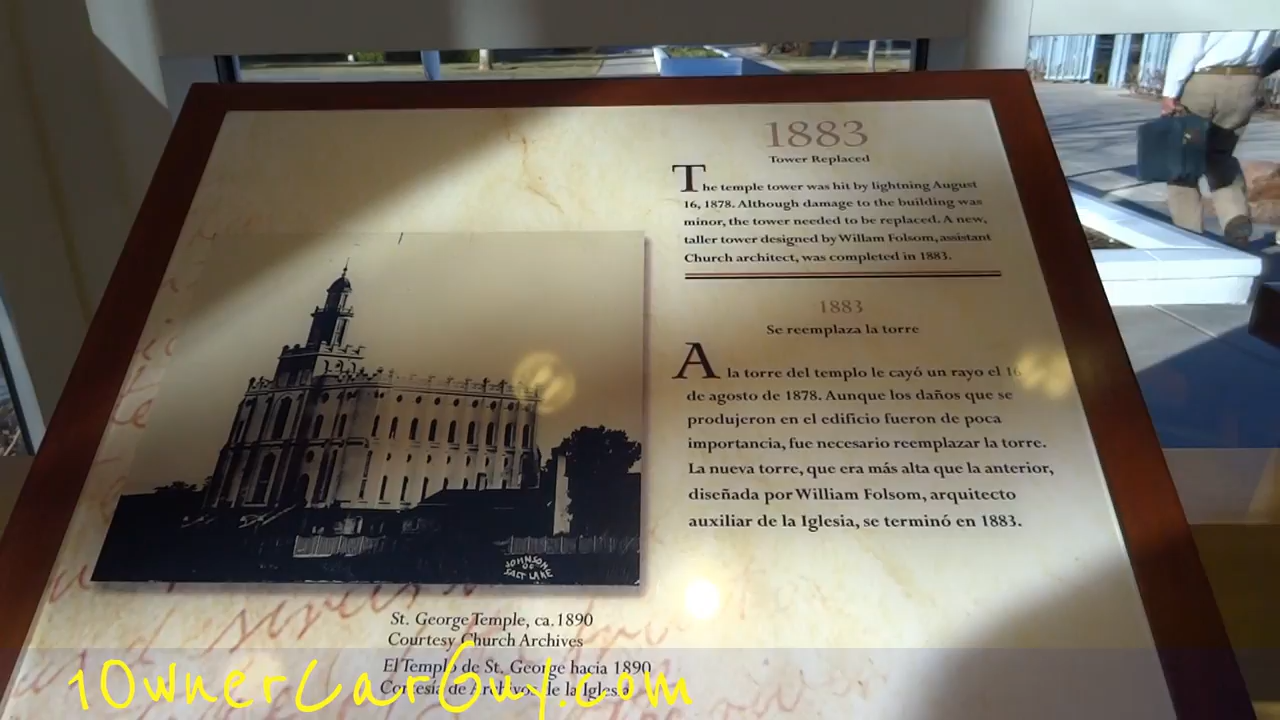 1883
Tower Replaced
The temple tower was hit by lightning August
16, 1878. Although damage to the building was
minor, the tower needed to be replaced. A new,
taller tower designed by Willam Folsom, assistant
Church architect, was completed in 1883.
1883
Se reemplaza la torre
A la torre del templo le cayó un rayo el 16
de agosto de 1878. Aunque los daños que se
produjeron en el edificio fueron de poca
importancia, fue necesario reemplazar la torre.
La nueva torre, que era más alta que la anterior,
diseñada por William Folsom, arquitecto
auxiliar de la Iglesia, se terminó en 1883.
JOHNSON
SALT LAKE
St. George Temple, ca. 1890
Courtesy Church Archives
El Templo de St. George hacia 1890
Cortesía de Archivos de la Iglesia
1OwnerCarGuy.com